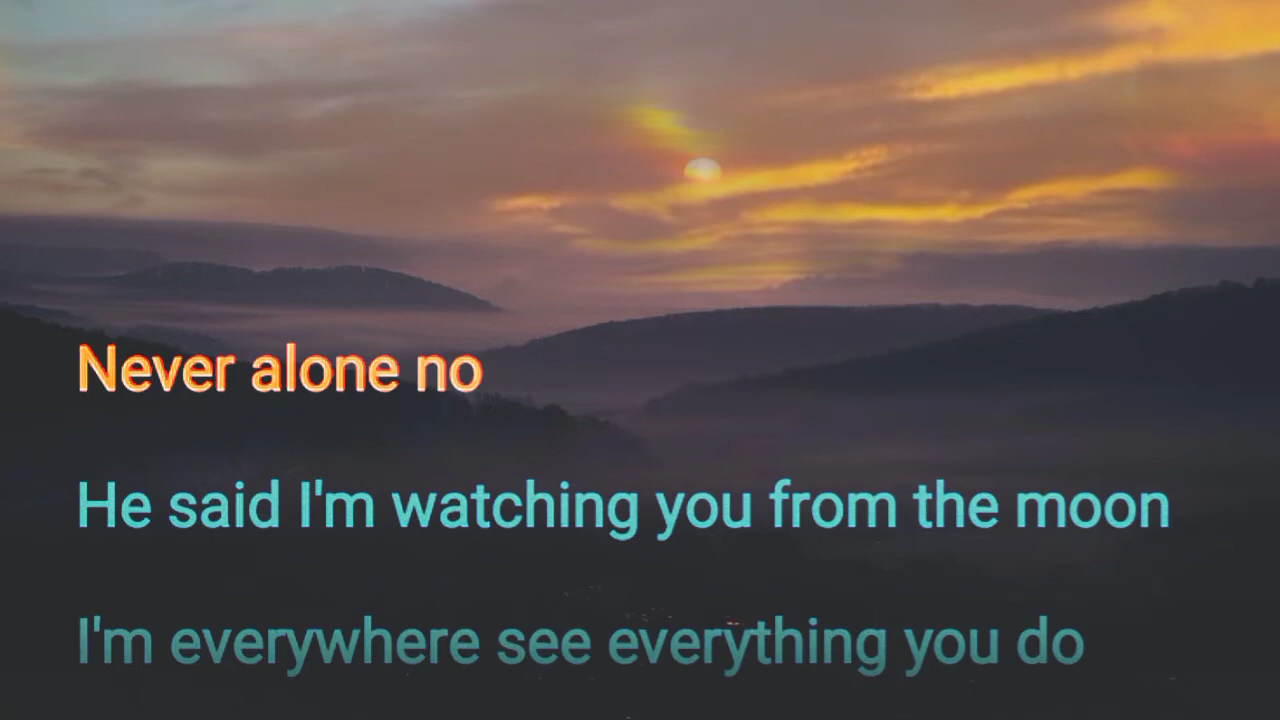 Never alone no
He said I'm watching you from the moon
I'm everywhere see everything you do